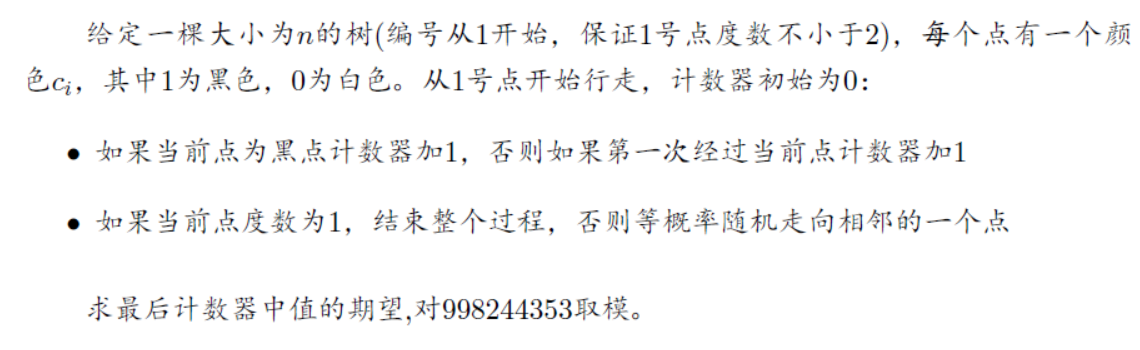 给定一棵大小为n的树(编号从1开始，保证1号点度数不小于2)，每个点有一个颜
色cᵢ，其中1为黑色，0为白色。从1号点开始行走，计数器初始为0：
• 如果当前点为黑点计数器加1，否则如果第一次经过当前点计数器加1
• 如果当前点度数为1，结束整个过程，否则等概率随机走向相邻的一个点
求最后计数器中值的期望,对998244353取模。